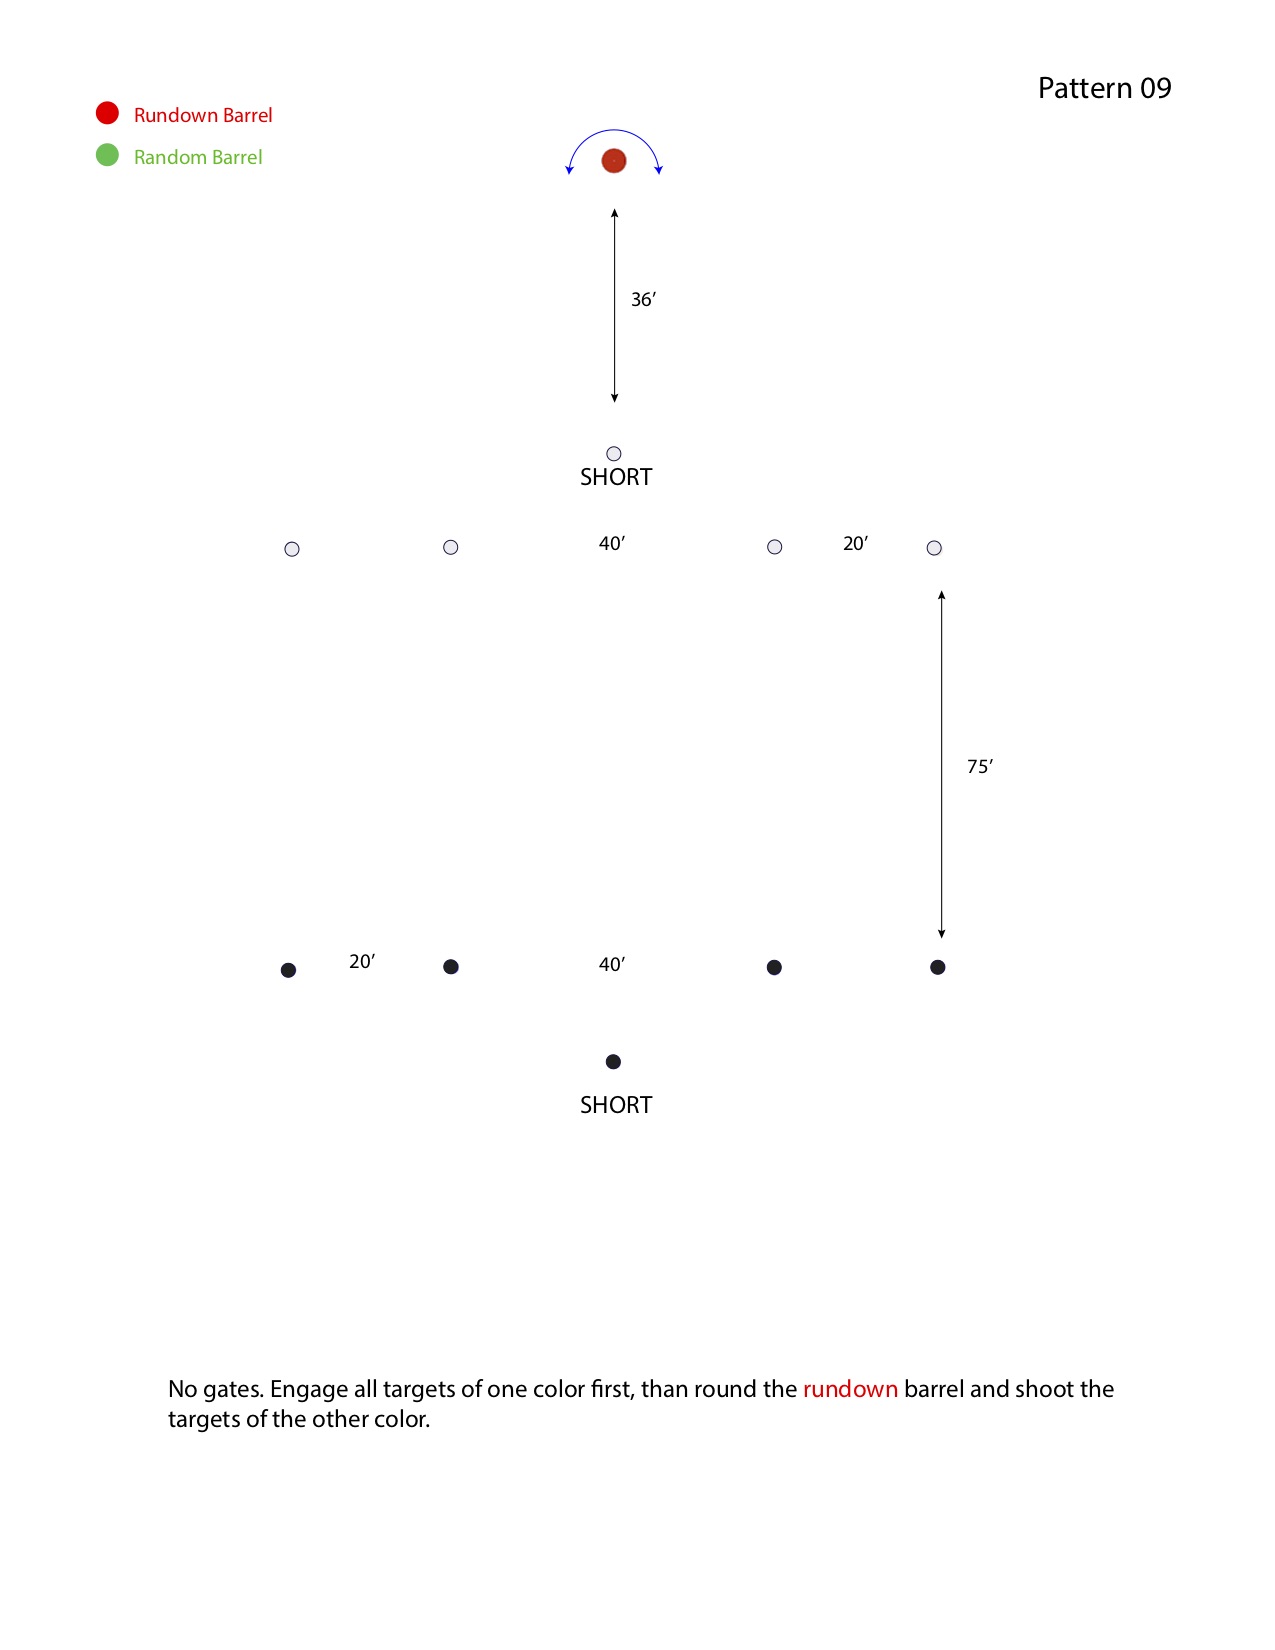 Pattern 09
Rundown Barrel
Random Barrel
36’
SHORT
40’ 20’
75’
20’ 40’
SHORT
No gates. Engage all targets of one color first, than round the rundown barrel and shoot the
targets of the other color.